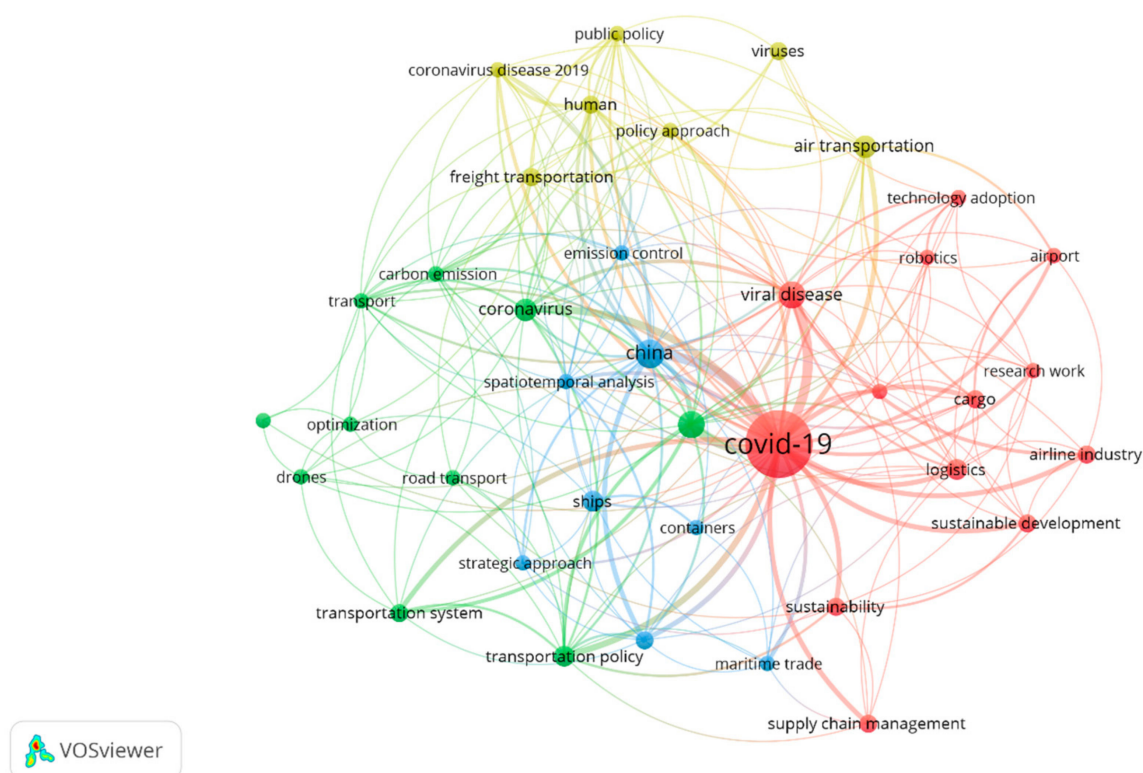 public policy
viruses
coronavirus disease 2019
human
policy approach
air transportation
freight transportation
technology adoption
emission control
robotics
airport
carbon emission
viral disease
transport
coronavirus
china
research work
spatiotemporal analysis
cargo
optimization
covid-19
airline industry
drones
road transport
logistics
ships
containers
sustainable development
strategic approach
transportation system
sustainability
transportation policy
maritime trade
supply chain management
VOSviewer